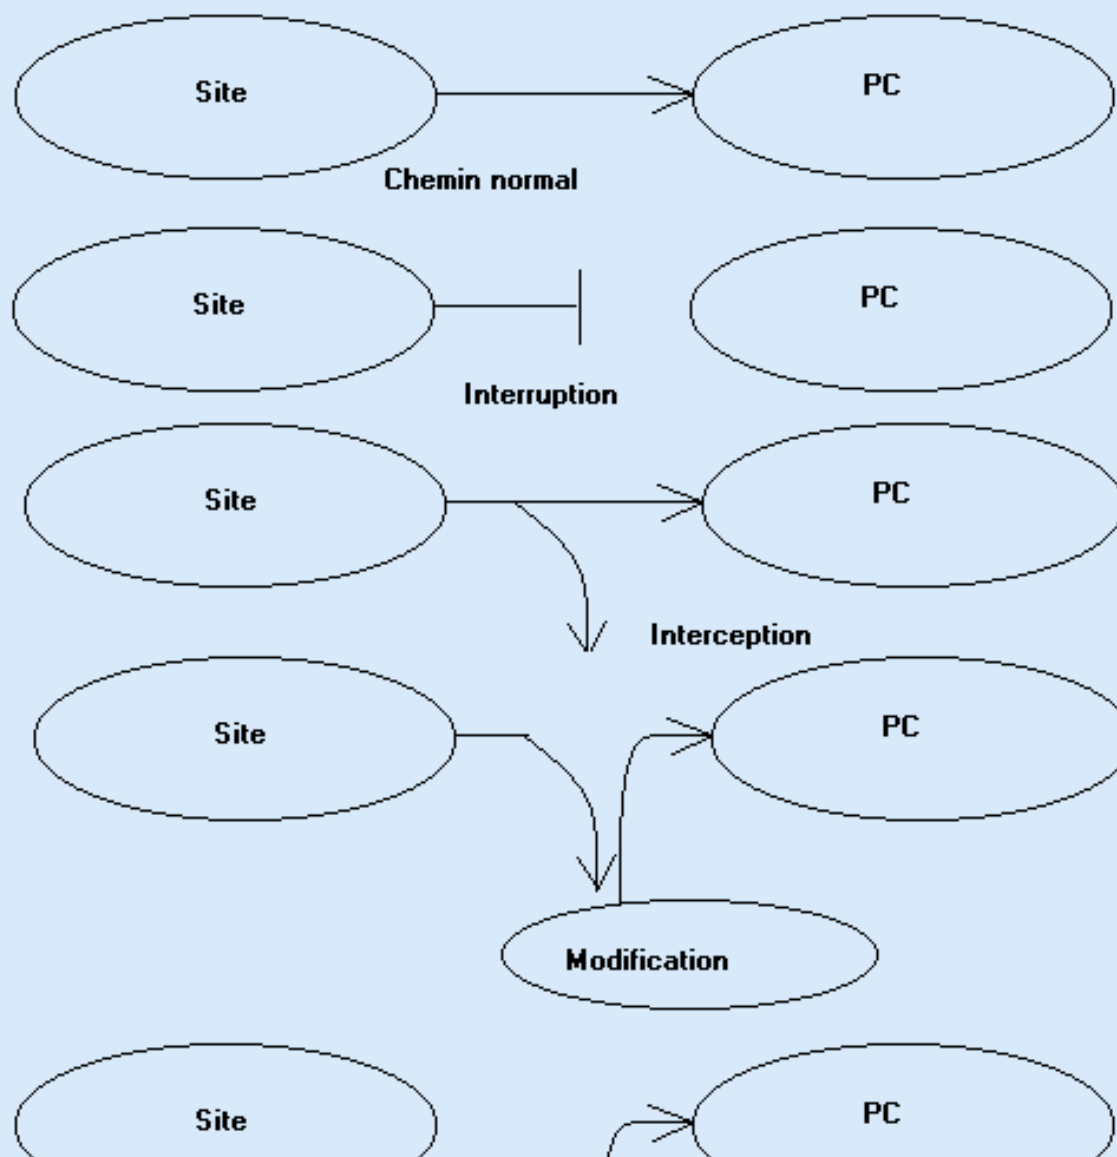 Site
PC
Chemin normal
Site
PC
Interruption
Site
PC
Interception
Site
PC
Modification
Site
PC